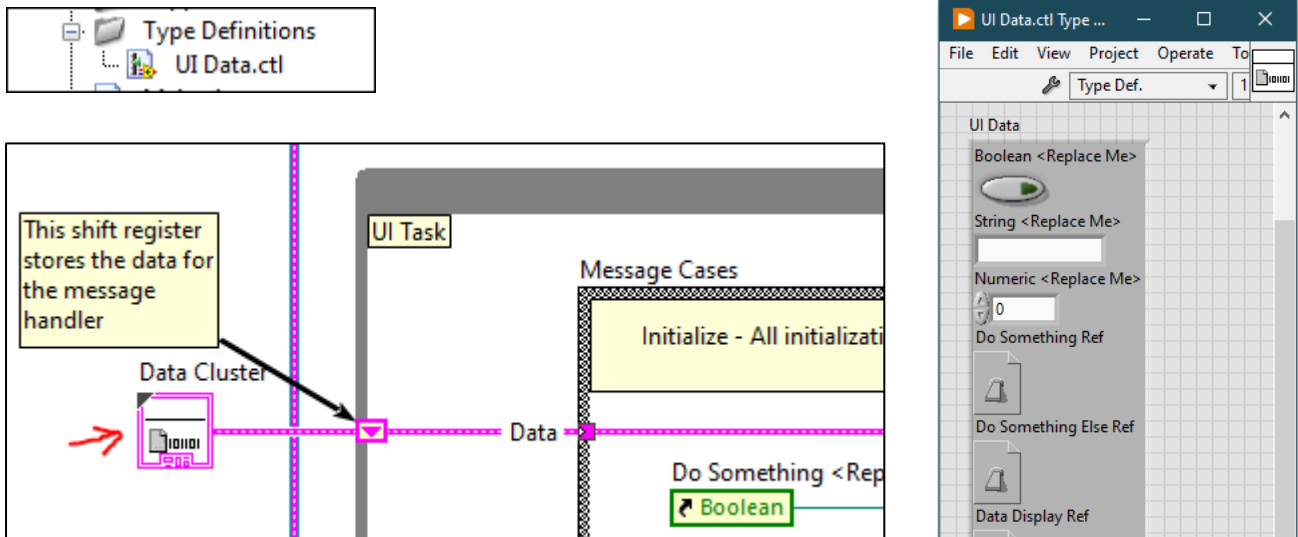 Type Definitions
UI Data.ctl
This shift register
stores the data for
the message
handler
Data Cluster
UI Task
Message Cases
Initialize - All initializati
Data
Do Something <Rep
Boolean
UI Data.ctl Type ...
File Edit View Project Operate To
Type Def. 1
UI Data
Boolean <Replace Me>
String <Replace Me>
Numeric <Replace Me>
0
Do Something Ref
Do Something Else Ref
Data Display Ref